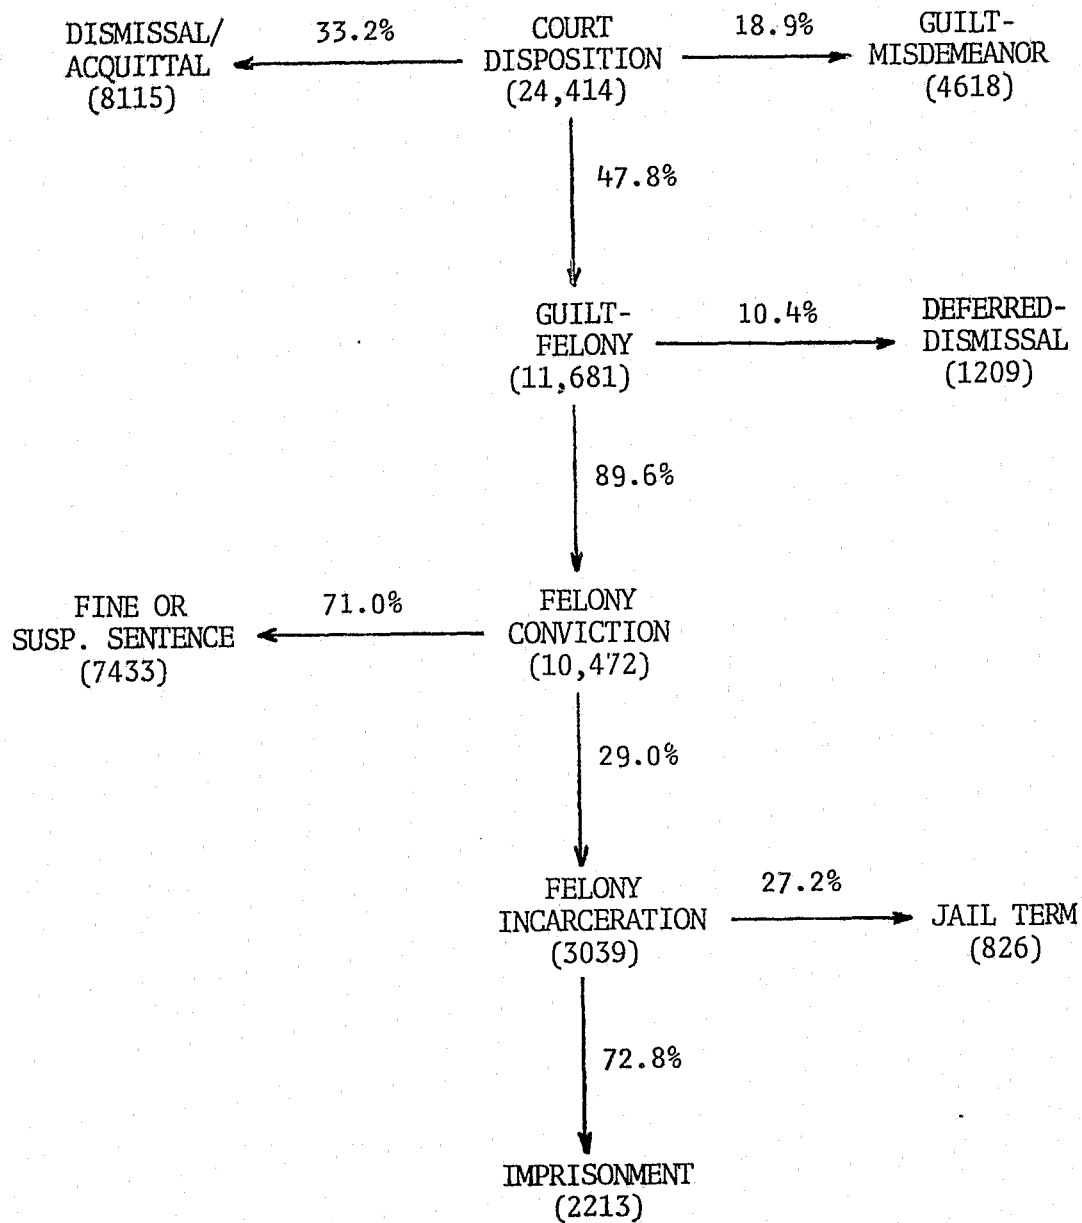 DISMISSAL/
ACQUITTAL
(8115)
33.2%
COURT
DISPOSITION
(24,414)
18.9%
GUILT-
MISDEMEANOR
(4618)
47.8%
GUILT-
FELONY
(11,681)
10.4%
DEFERRED-
DISMISSAL
(1209)
89.6%
FINE OR
SUSP. SENTENCE
(7433)
71.0%
FELONY
CONVICTION
(10,472)
29.0%
FELONY
INCARCERATION
(3039)
27.2%
JAIL TERM
(826)
72.8%
IMPRISONMENT
(2213)